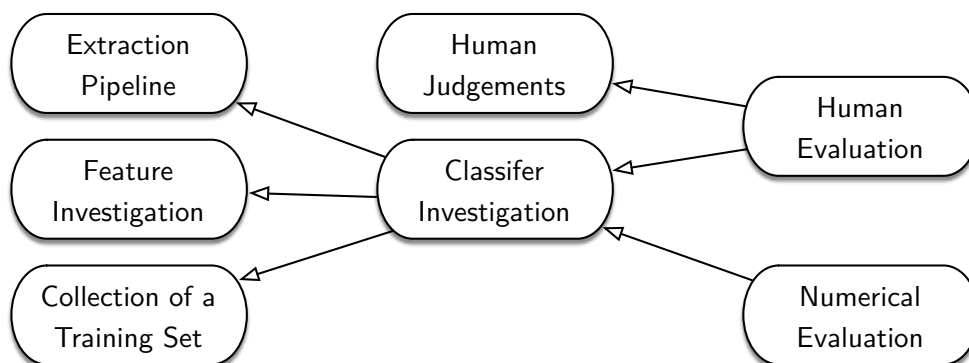 Extraction
Pipeline
Human
Judgements
Human
Evaluation
Feature
Investigation
Classifer
Investigation
Collection of a
Training Set
Numerical
Evaluation